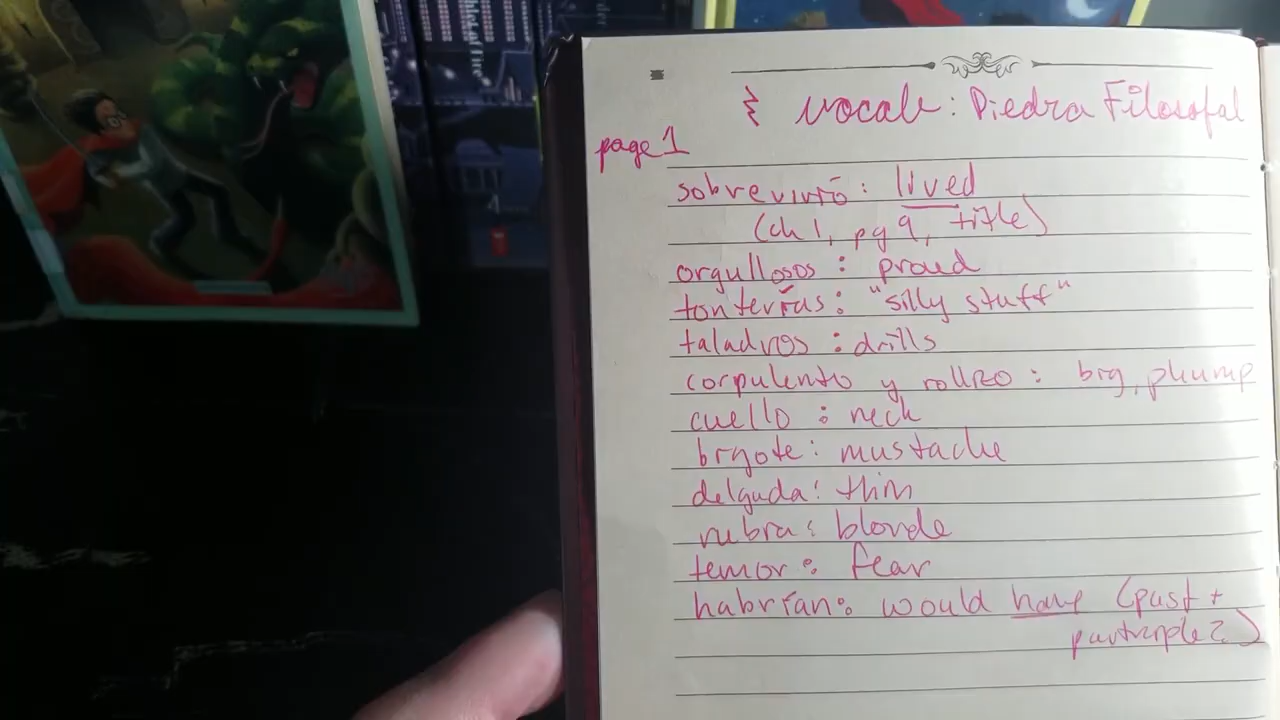 vocab: Piedra Filosofal
page 1
sobrevivió: lived
(ch 1, pg 9, title)
orgullosos: proud
tonterías: "silly stuff"
taladros: drills
corpulento y rollizo: big, plump
cuello: neck
bigote: mustache
delgada: thin
rubia: blonde
temor: fear
habrían: would have (past +
participle?)